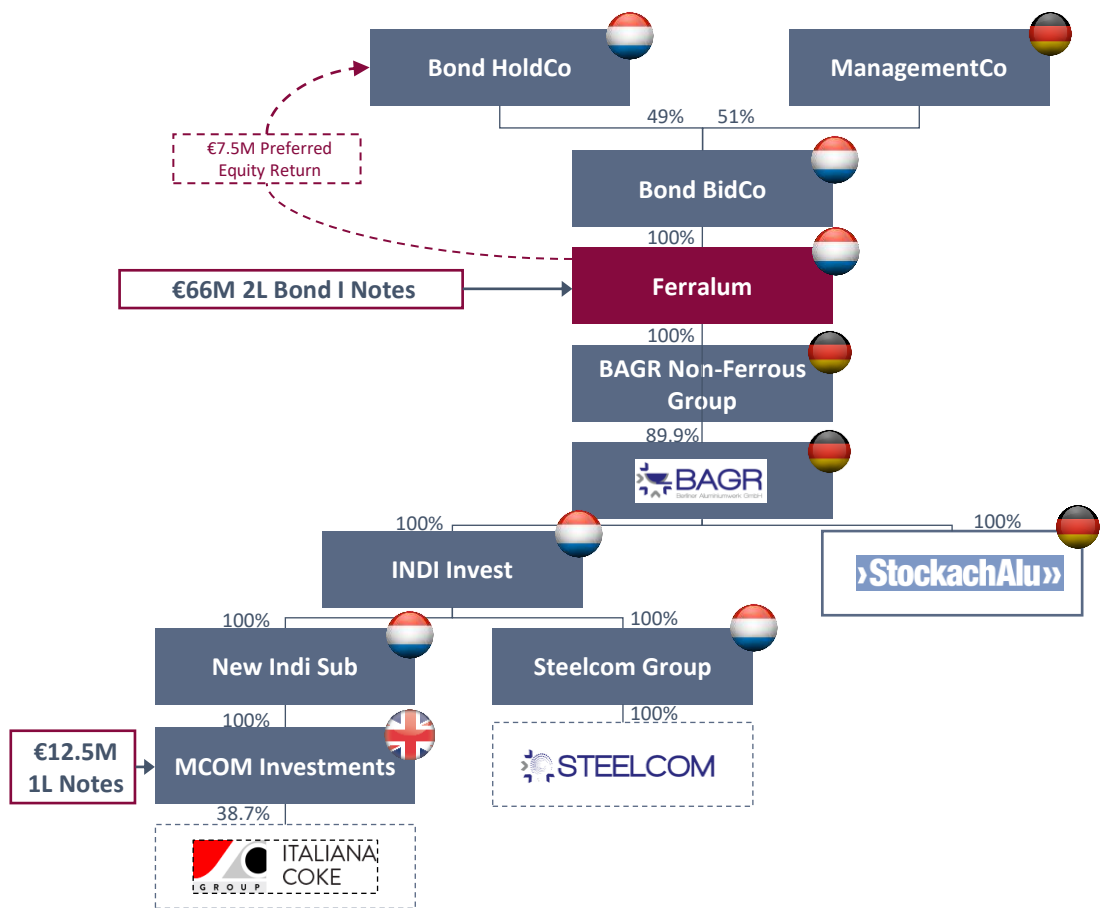 Bond HoldCo
ManagementCo
49%
51%
€7.5M Preferred
Equity Return
Bond BidCo
100%
€66M 2L Bond I Notes
Ferralum
100%
BAGR Non-Ferrous
Group
89.9%
BAGR
Berliner Aluminiumwerk GmbH
100%
100%
INDI Invest
›StockachAlu»
100%
100%
New Indi Sub
Steelcom Group
100%
100%
€12.5M
1L Notes
MCOM Investments
STEELCOM
38.7%
ITALIANA
COKE
GROUP